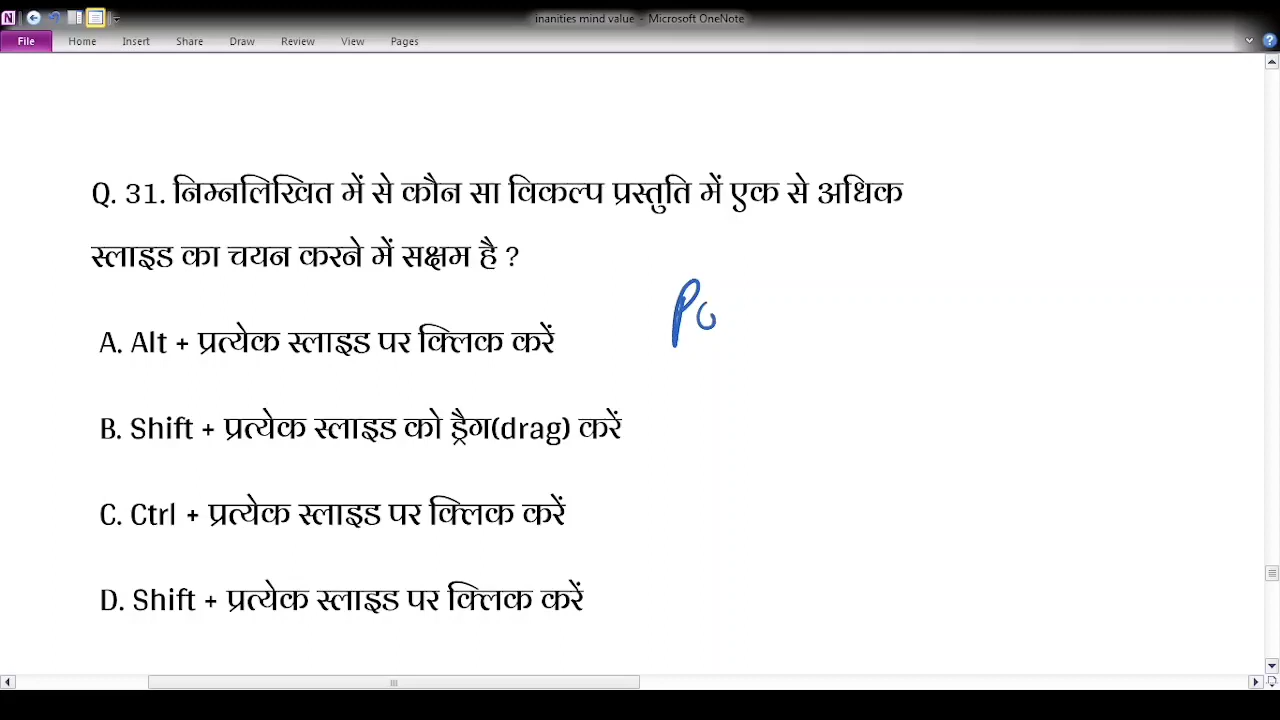 inanities mind value - Microsoft OneNote
File Home Insert Share Draw Review View Pages
Q. 31. निम्नलिखित में से कौन सा विकल्प प्रस्तुति में एक से अधिक
स्लाइड का चयन करने में सक्षम है ?
Po
A. Alt + प्रत्येक स्लाइड पर क्लिक करें
B. Shift + प्रत्येक स्लाइड को ड्रैग(drag) करें
C. Ctrl + प्रत्येक स्लाइड पर क्लिक करें
D. Shift + प्रत्येक स्लाइड पर क्लिक करें